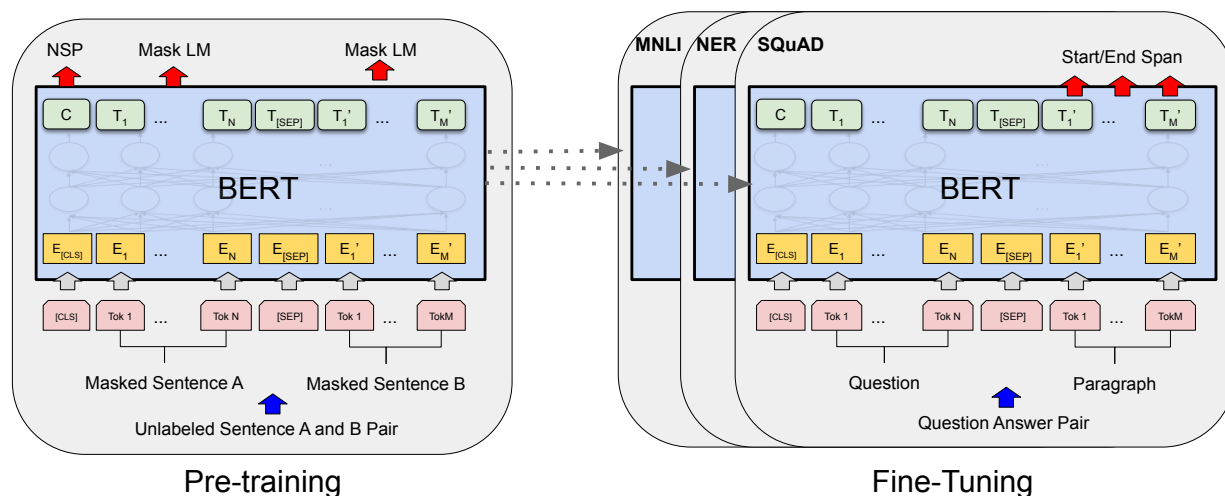 NSP Mask LM Mask LM
C T1 ... TN T[SEP] T1' ... TM'
...
...
BERT
E[CLS] E1 ... EN E[SEP] E1' ... EM'
[CLS] Tok 1 ... Tok N [SEP] Tok 1 ... TokM
Masked Sentence A Masked Sentence B
Unlabeled Sentence A and B Pair
Pre-training
MNLI NER SQuAD
Start/End Span
C T1 ... TN T[SEP] T1' ... TM'
...
...
BERT
E[CLS] E1 ... EN E[SEP] E1' ... EM'
[CLS] Tok 1 ... Tok N [SEP] Tok 1 ... TokM
Question Paragraph
Question Answer Pair
Fine-Tuning